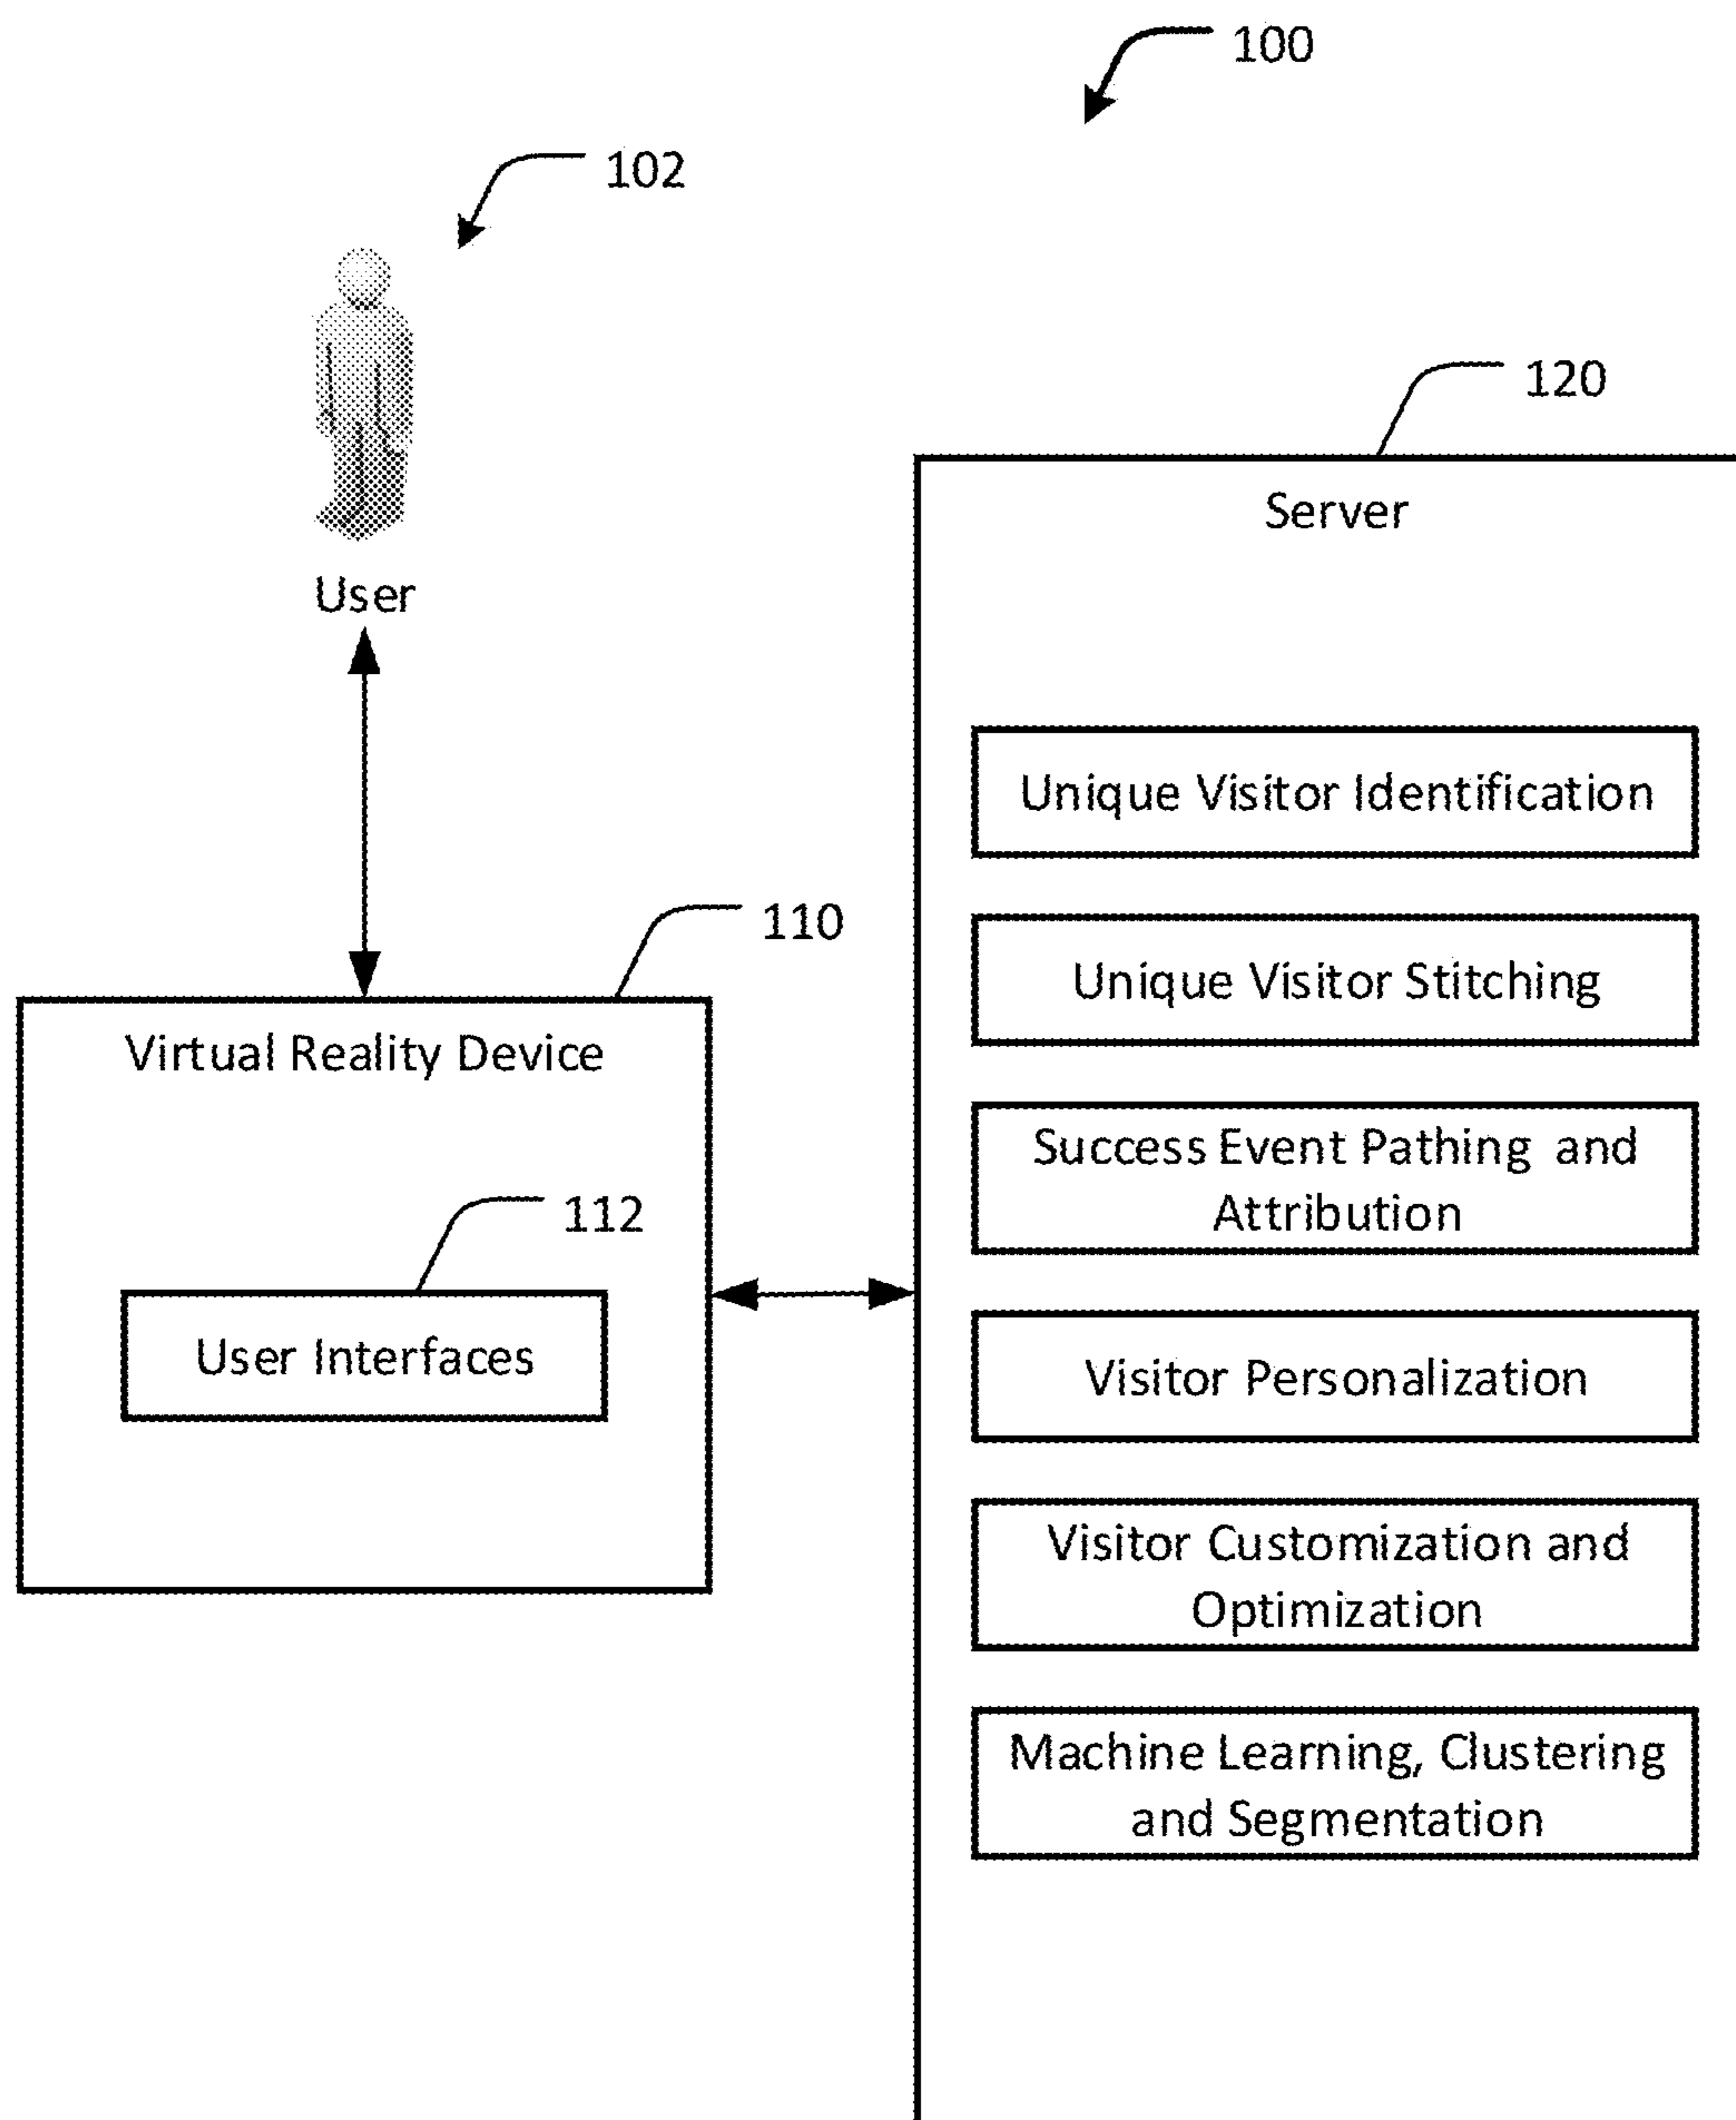 100
102
User
120
Server
Unique Visitor Identification
Unique Visitor Stitching
Success Event Pathing and
Attribution
Visitor Personalization
Visitor Customization and
Optimization
Machine Learning, Clustering
and Segmentation
110
Virtual Reality Device
112
User Interfaces